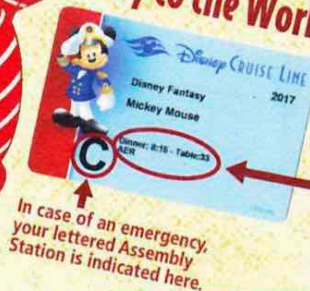 to the Wor
Disney CRUISE LINE
Disney Fantasy
2017
Mickey Mouse
C
Dinner: 8:15 - Table:33
AER
In case of an emergency,
your lettered Assembly
Station is indicated here.